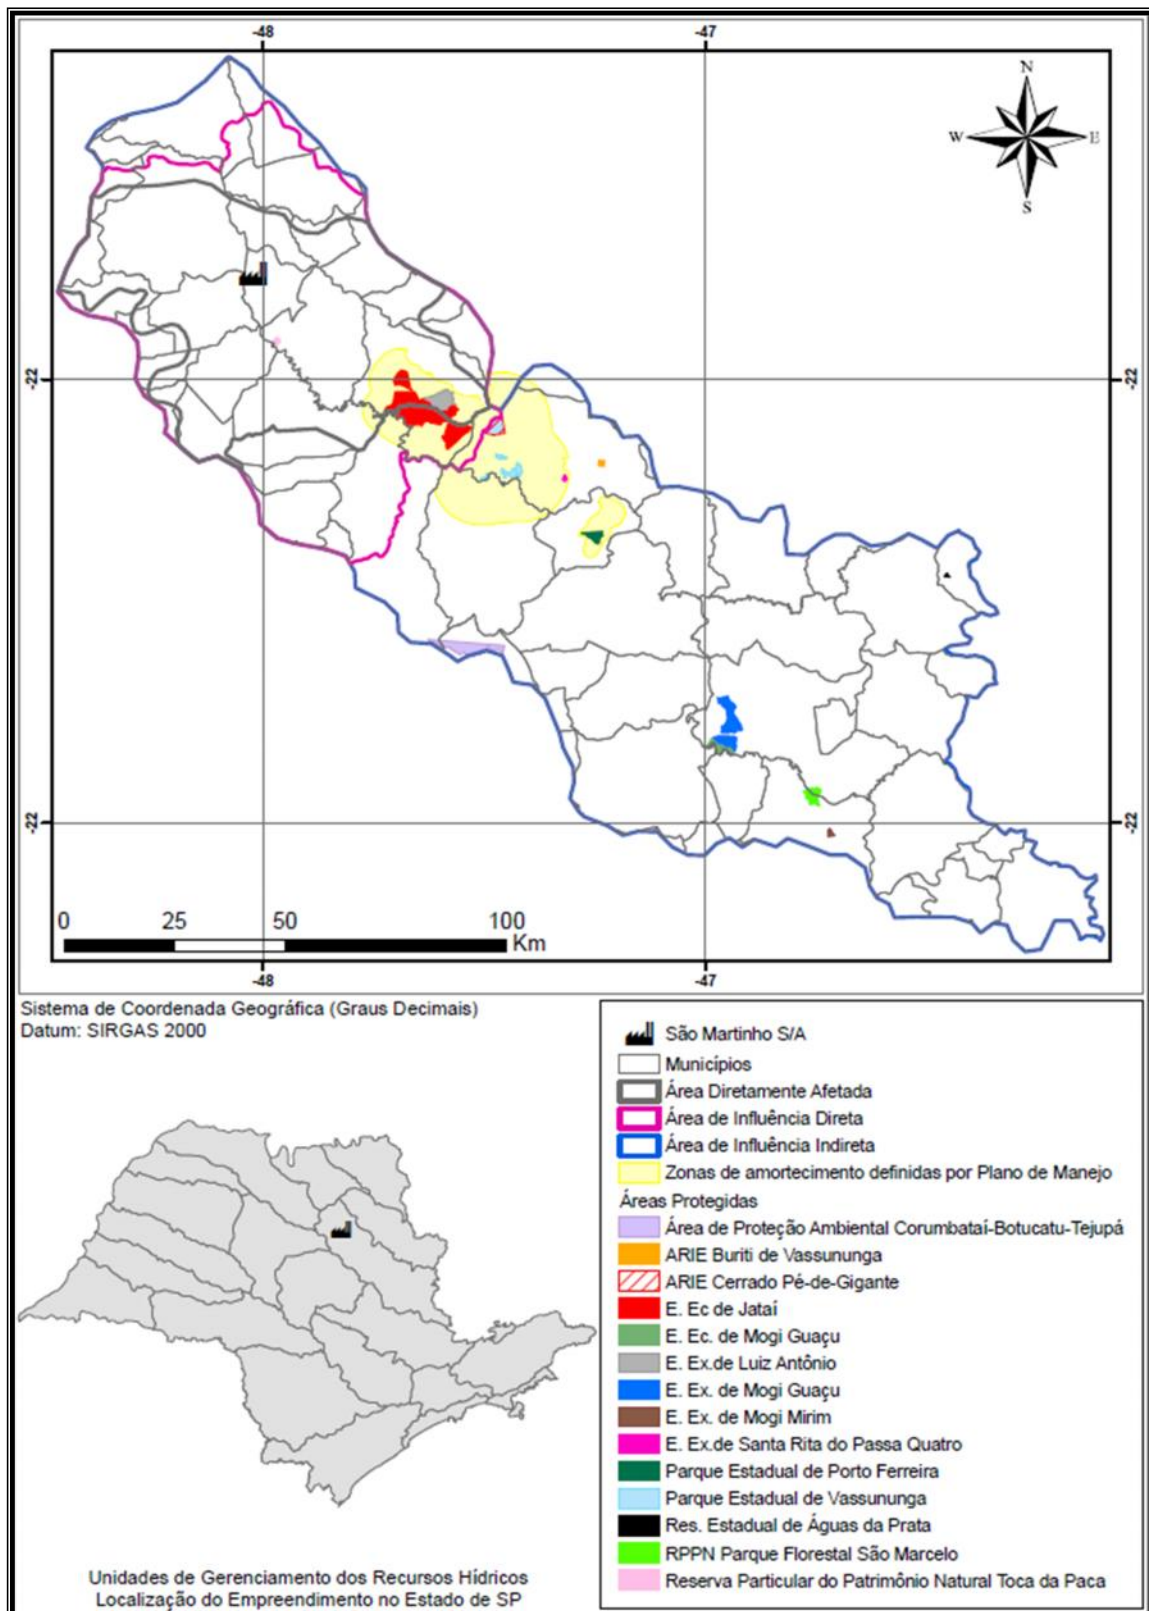 -48
-47
N
W
E
S
-22
-22
-22
-22
0
25
50
100
Km
-48
-47
Sistema de Coordenada Geográfica (Graus Decimais)
Datum: SIRGAS 2000
São Martinho S/A
Municípios
Área Diretamente Afetada
Área de Influência Direta
Área de Influência Indireta
Zonas de amortecimento definidas por Plano de Manejo
Áreas Protegidas
Área de Proteção Ambiental Corumbataí-Botucatu-Tejupá
ARIE Buriti de Vassununga
ARIE Cerrado Pé-de-Gigante
E. Ec de Jataí
E. Ec. de Mogi Guaçu
E. Ex.de Luiz Antônio
E. Ex. de Mogi Guaçu
E. Ex. de Mogi Mirim
E. Ex.de Santa Rita do Passa Quatro
Parque Estadual de Porto Ferreira
Parque Estadual de Vassununga
Res. Estadual de Águas da Prata
RPPN Parque Florestal São Marcelo
Reserva Particular do Patrimônio Natural Toca da Paca
Unidades de Gerenciamento dos Recursos Hídricos
Localização do Empreendimento no Estado de SP